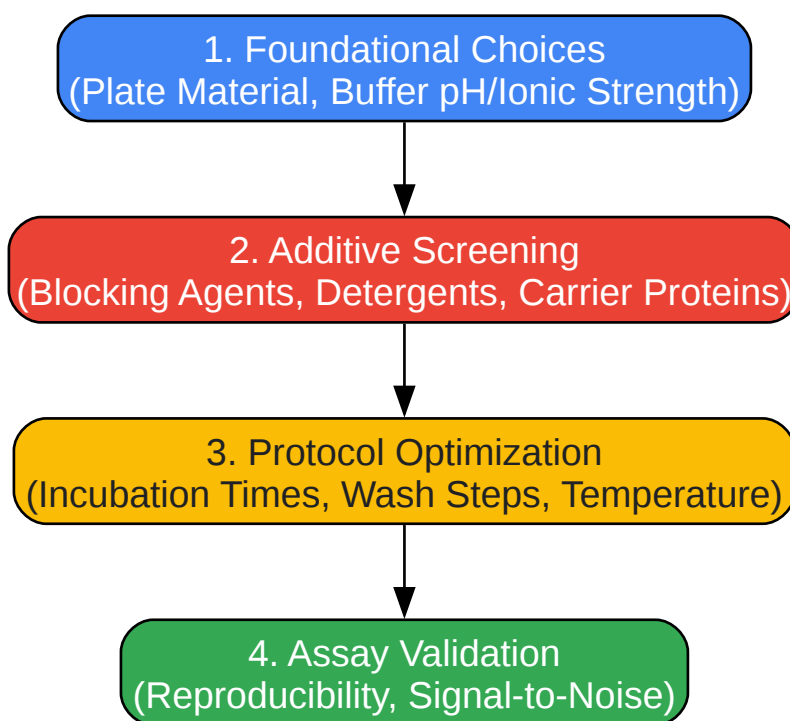 1. Foundational Choices
(Plate Material, Buffer pH/Ionic Strength)
2. Additive Screening
(Blocking Agents, Detergents, Carrier Proteins)
3. Protocol Optimization
(Incubation Times, Wash Steps, Temperature)
4. Assay Validation
(Reproducibility, Signal-to-Noise)